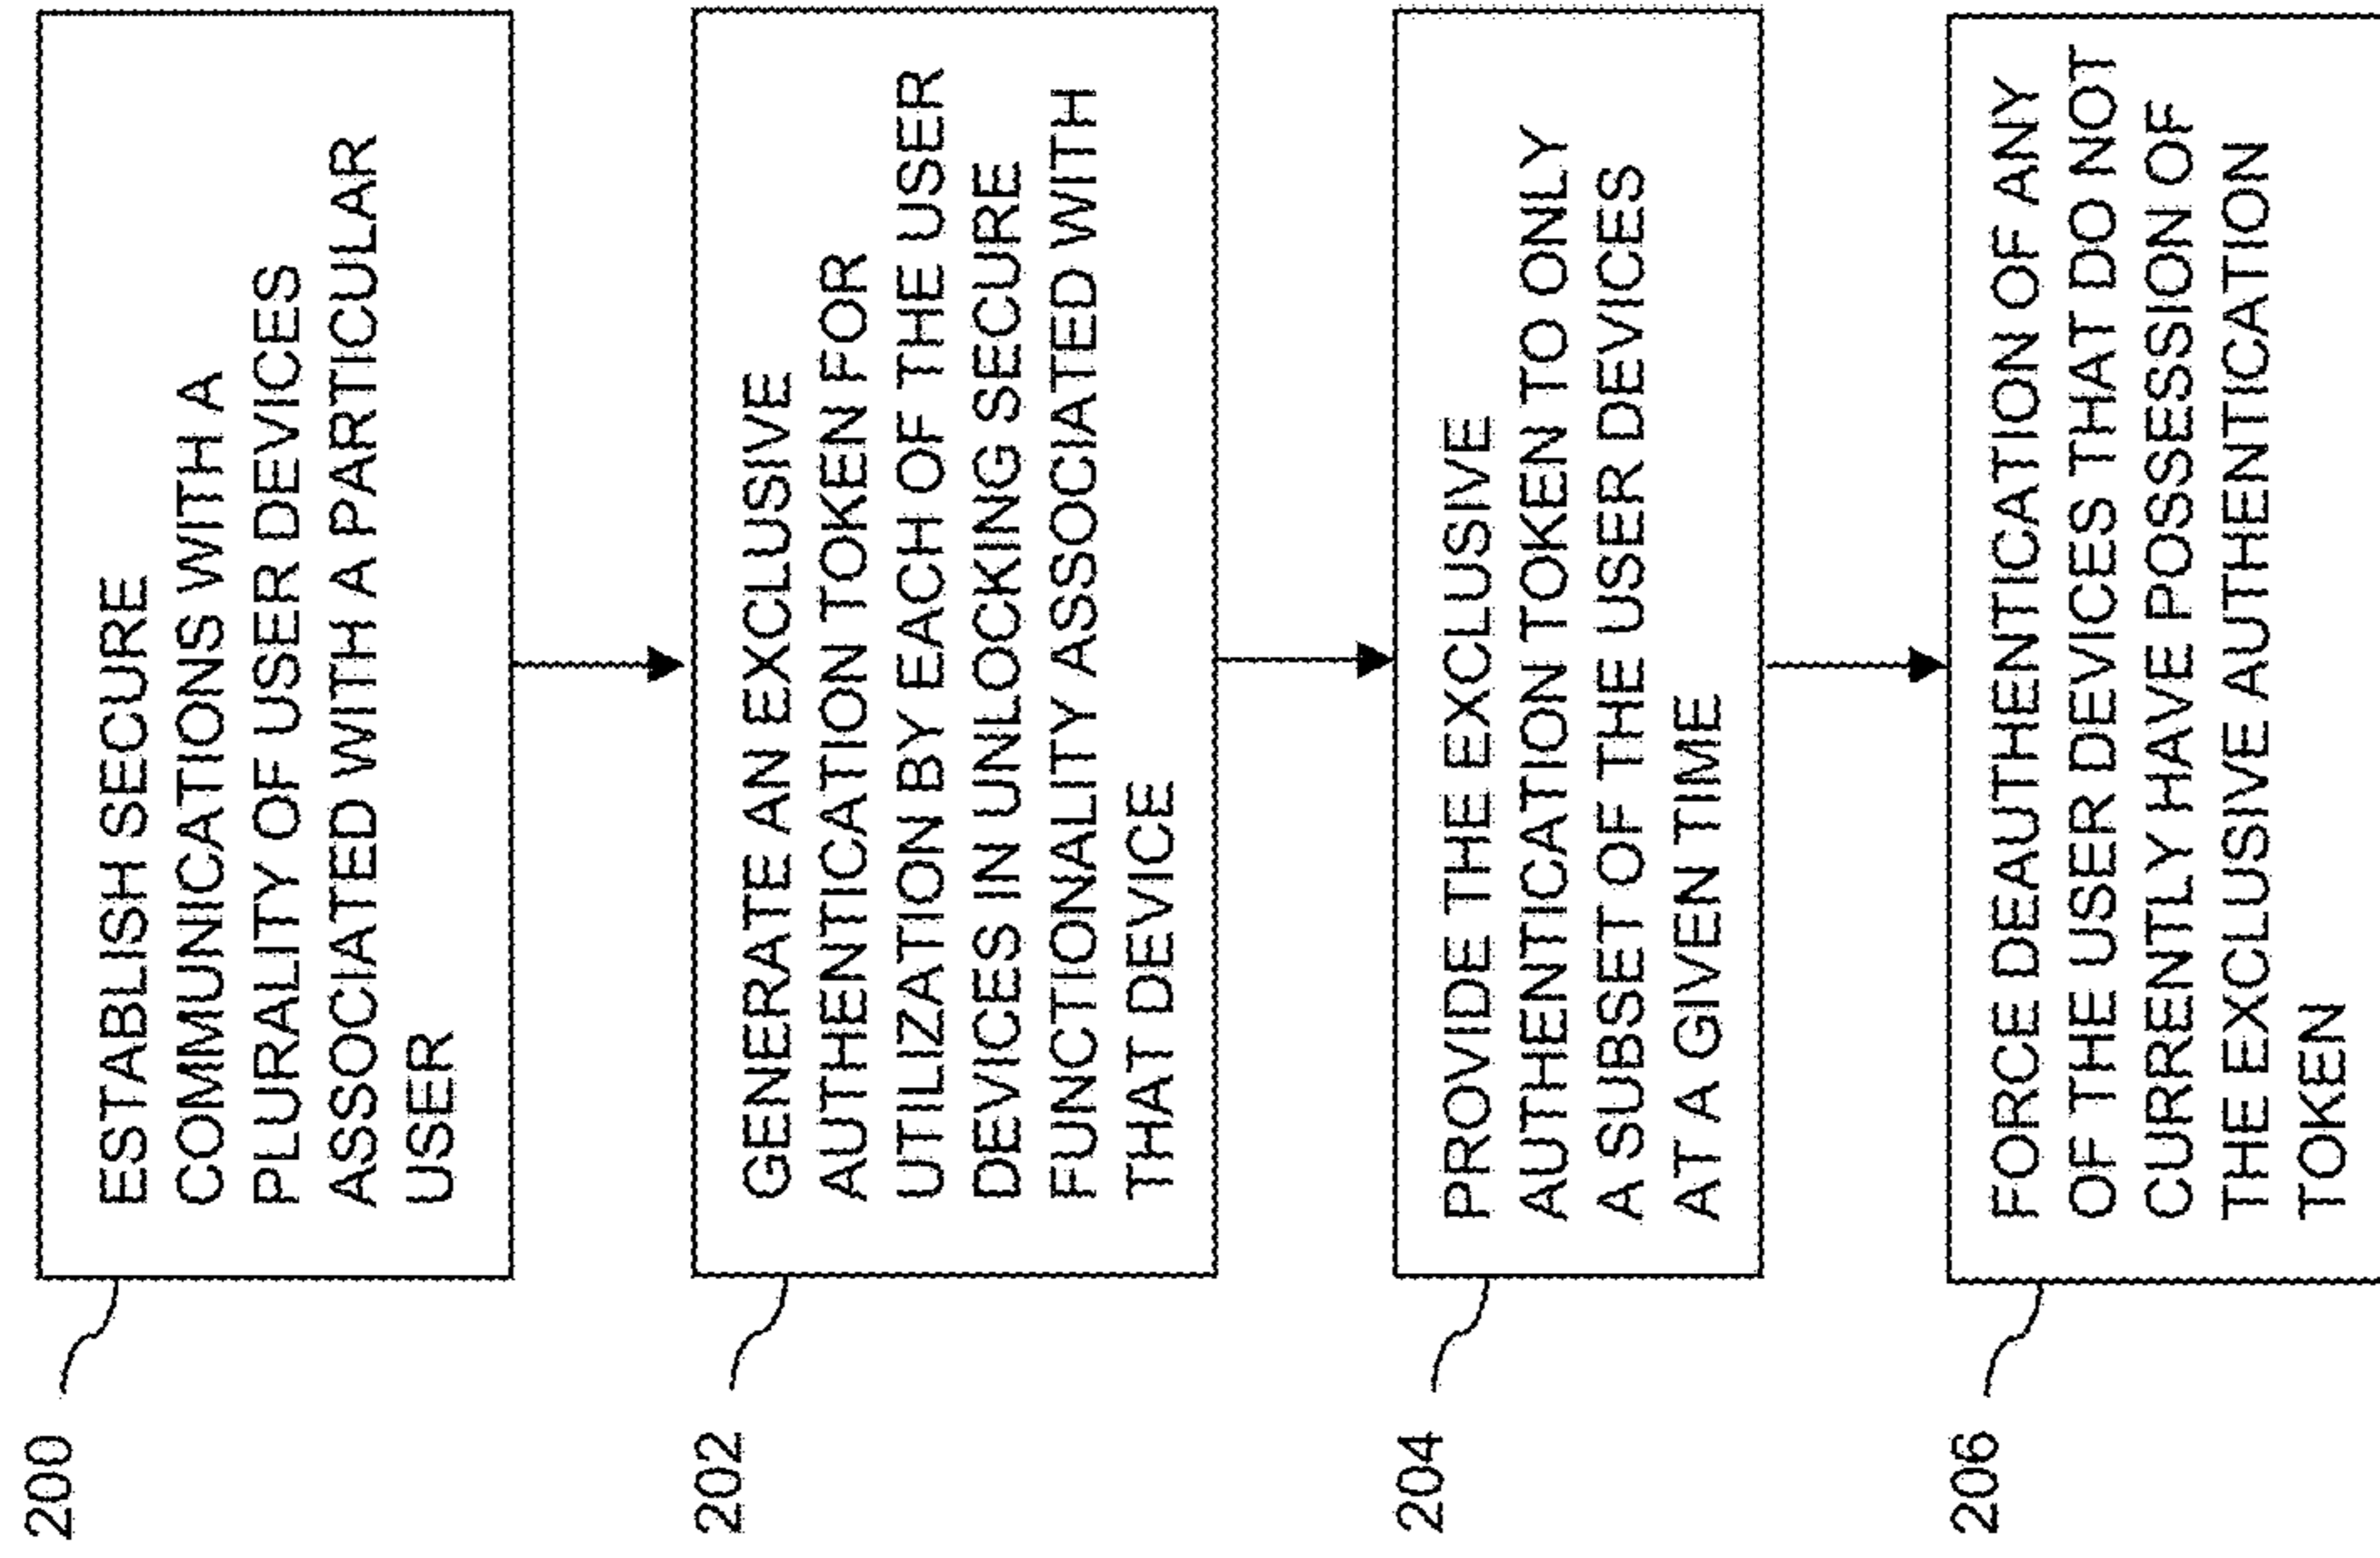 200
ESTABLISH SECURE
COMMUNICATIONS WITH A
PLURALITY OF USER DEVICES
ASSOCIATED WITH A PARTICULAR
USER
202
GENERATE AN EXCLUSIVE
AUTHENTICATION TOKEN FOR
UTILIZATION BY EACH OF THE USER
DEVICES IN UNLOCKING SECURE
FUNCTIONALITY ASSOCIATED WITH
THAT DEVICE
204
PROVIDE THE EXCLUSIVE
AUTHENTICATION TOKEN TO ONLY
A SUBSET OF THE USER DEVICES
AT A GIVEN TIME
206
FORCE DEAUTHENTICATION OF ANY
OF THE USER DEVICES THAT DO NOT
CURRENTLY HAVE POSSESSION OF
THE EXCLUSIVE AUTHENTICATION
TOKEN